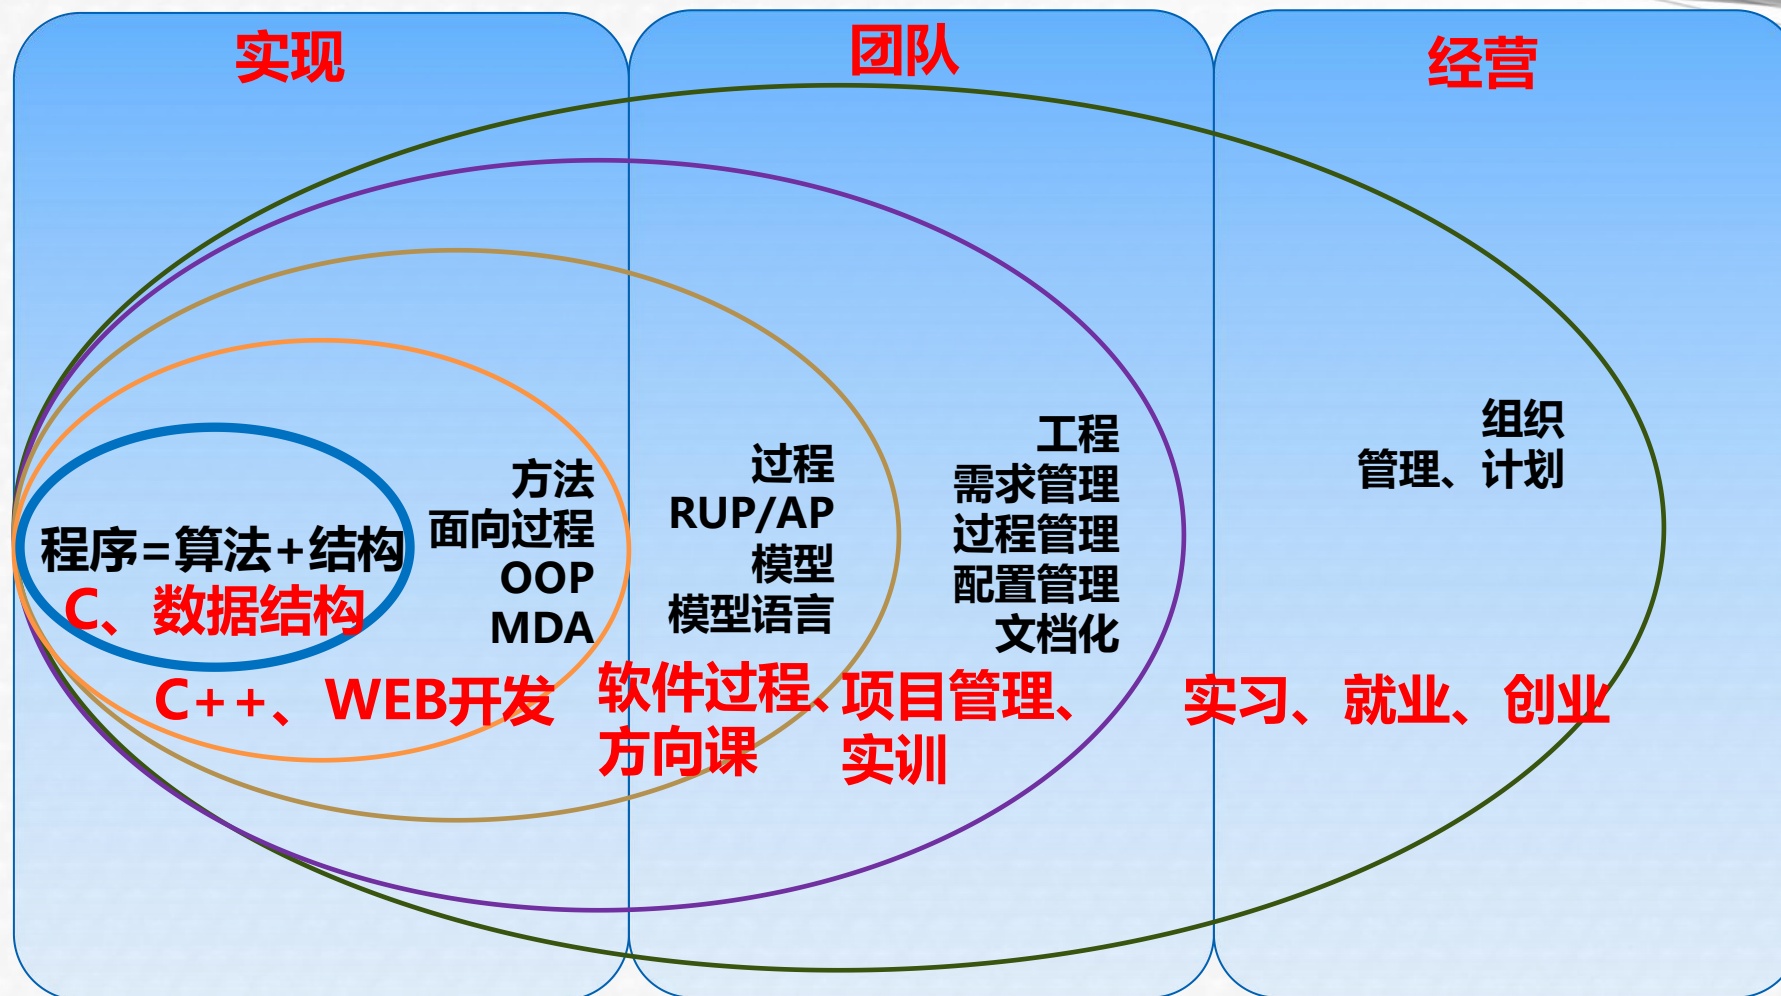 实现
团队
经营
程序=算法+结构
C、数据结构
方法
面向过程
OOP
MDA
C++、WEB开发
过程
RUP/AP
模型
模型语言
软件过程、
方向课
工程
需求管理
过程管理
配置管理
文档化
项目管理、
实训
组织
管理、计划
实习、就业、创业